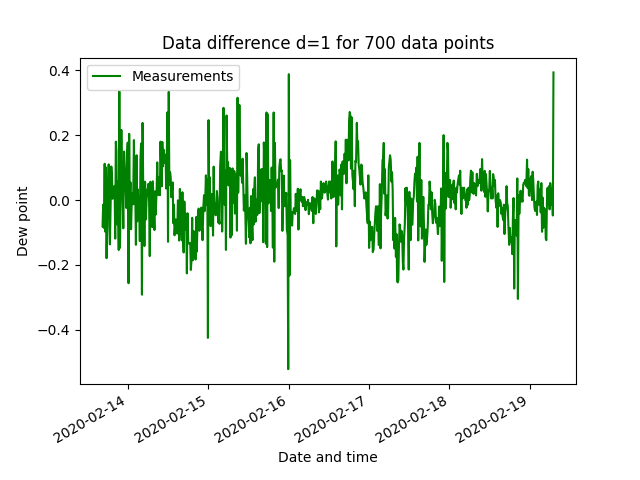 Data difference d=1 for 700 data points
Measurements
0.4
0.2
0.0
−0.2
−0.4
Dew point
2020-02-14
2020-02-15
2020-02-16
2020-02-17
2020-02-18
2020-02-19
Date and time